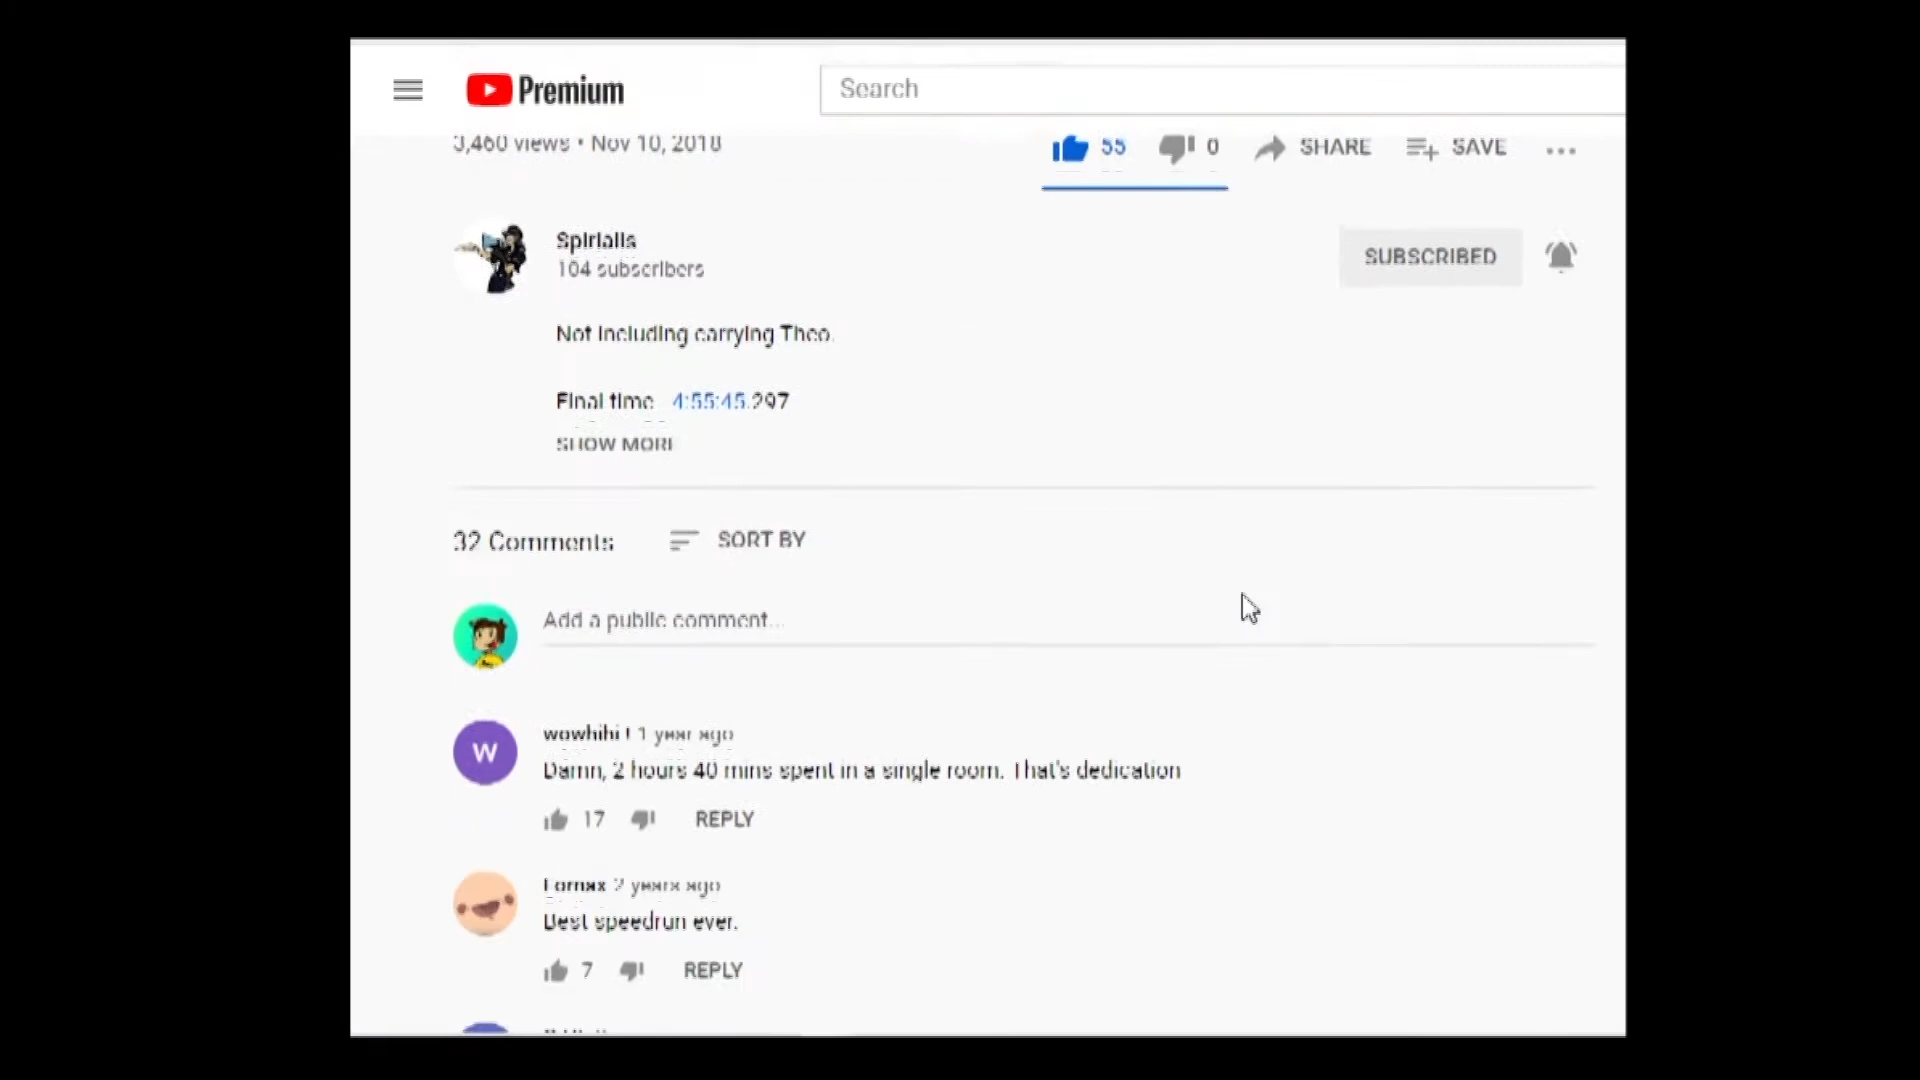 Premium
Search
3,460 views • Nov 10, 2018
55
0
SHARE
SAVE
Spirialis
104 subscribers
SUBSCRIBED
Not including carrying Theo.
Final time 4:55:45.297
SHOW MORE
32 Comments
SORT BY
Add a public comment...
W
wowhihi ! 1 year ago
Damn, 2 hours 40 mins spent in a single room. That's dedication
17
REPLY
Fornax 2 years ago
Best speedrun ever.
7
REPLY